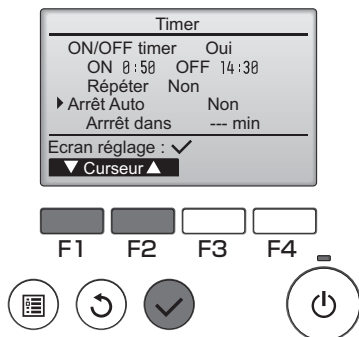 Timer
ON/OFF timer Oui
ON 8:50 OFF 14:30
Répéter Non
Arrêt Auto Non
Arrrêt dans --- min
Ecran réglage : ✓
▼ Curseur ▲
F1 F2 F3 F4